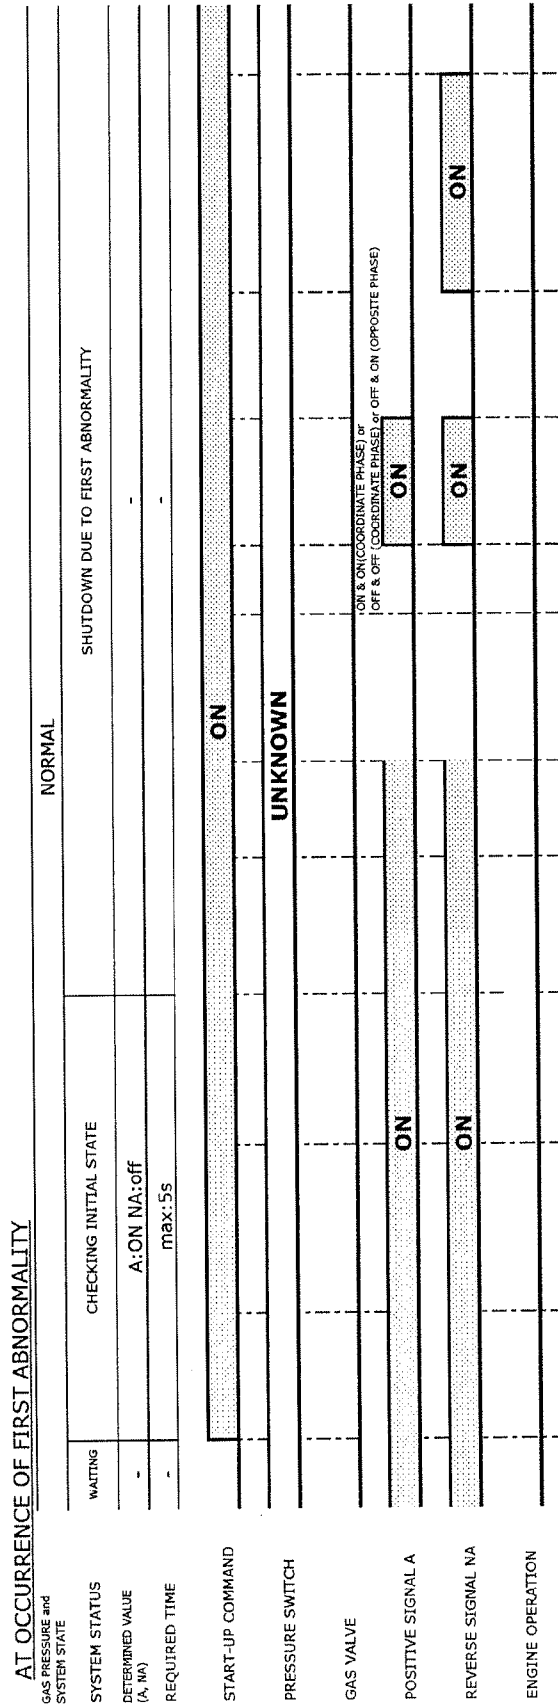 AT OCCURRENCE OF FIRST ABNORMALITY
GAS PRESSURE and
SYSTEM STATE
NORMAL
SYSTEM STATUS
WAITING
CHECKING INITIAL STATE
SHUTDOWN DUE TO FIRST ABNORMALITY
DETERMINED VALUE
(A, NA)
-
A:ON NA:off
-
REQUIRED TIME
-
max:5s
-
START-UP COMMAND
ON
PRESSURE SWITCH
UNKNOWN
GAS VALVE
ON & ON(COORDINATE PHASE) or
OFF & OFF (COORDINATE PHASE) or OFF & ON (OPPOSITE PHASE)
POSITIVE SIGNAL A
ON
ON
REVERSE SIGNAL NA
ON
ON
ON
ENGINE OPERATION